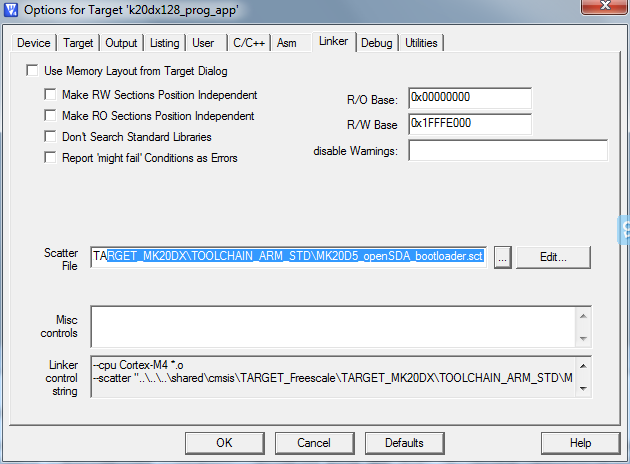 Options for Target 'k20dx128_prog_app'
Device Target Output Listing User C/C++ Asm Linker Debug Utilities
Use Memory Layout from Target Dialog
Make RW Sections Position Independent
Make RO Sections Position Independent
Don't Search Standard Libraries
Report 'might fail' Conditions as Errors
R/O Base: 0x00000000
R/W Base 0x1FFFE000
disable Warnings:
Scatter File
TARGET_MK20DX\TOOLCHAIN_ARM_STD\MK20D5_openSDA_bootloader.sct
... Edit...
Misc controls
Linker control string
--cpu Cortex-M4 *.o
--scatter "..\..\..\shared\cmsis\TARGET_Freescale\TARGET_MK20DX\TOOLCHAIN_ARM_STD\M
OK Cancel Defaults Help